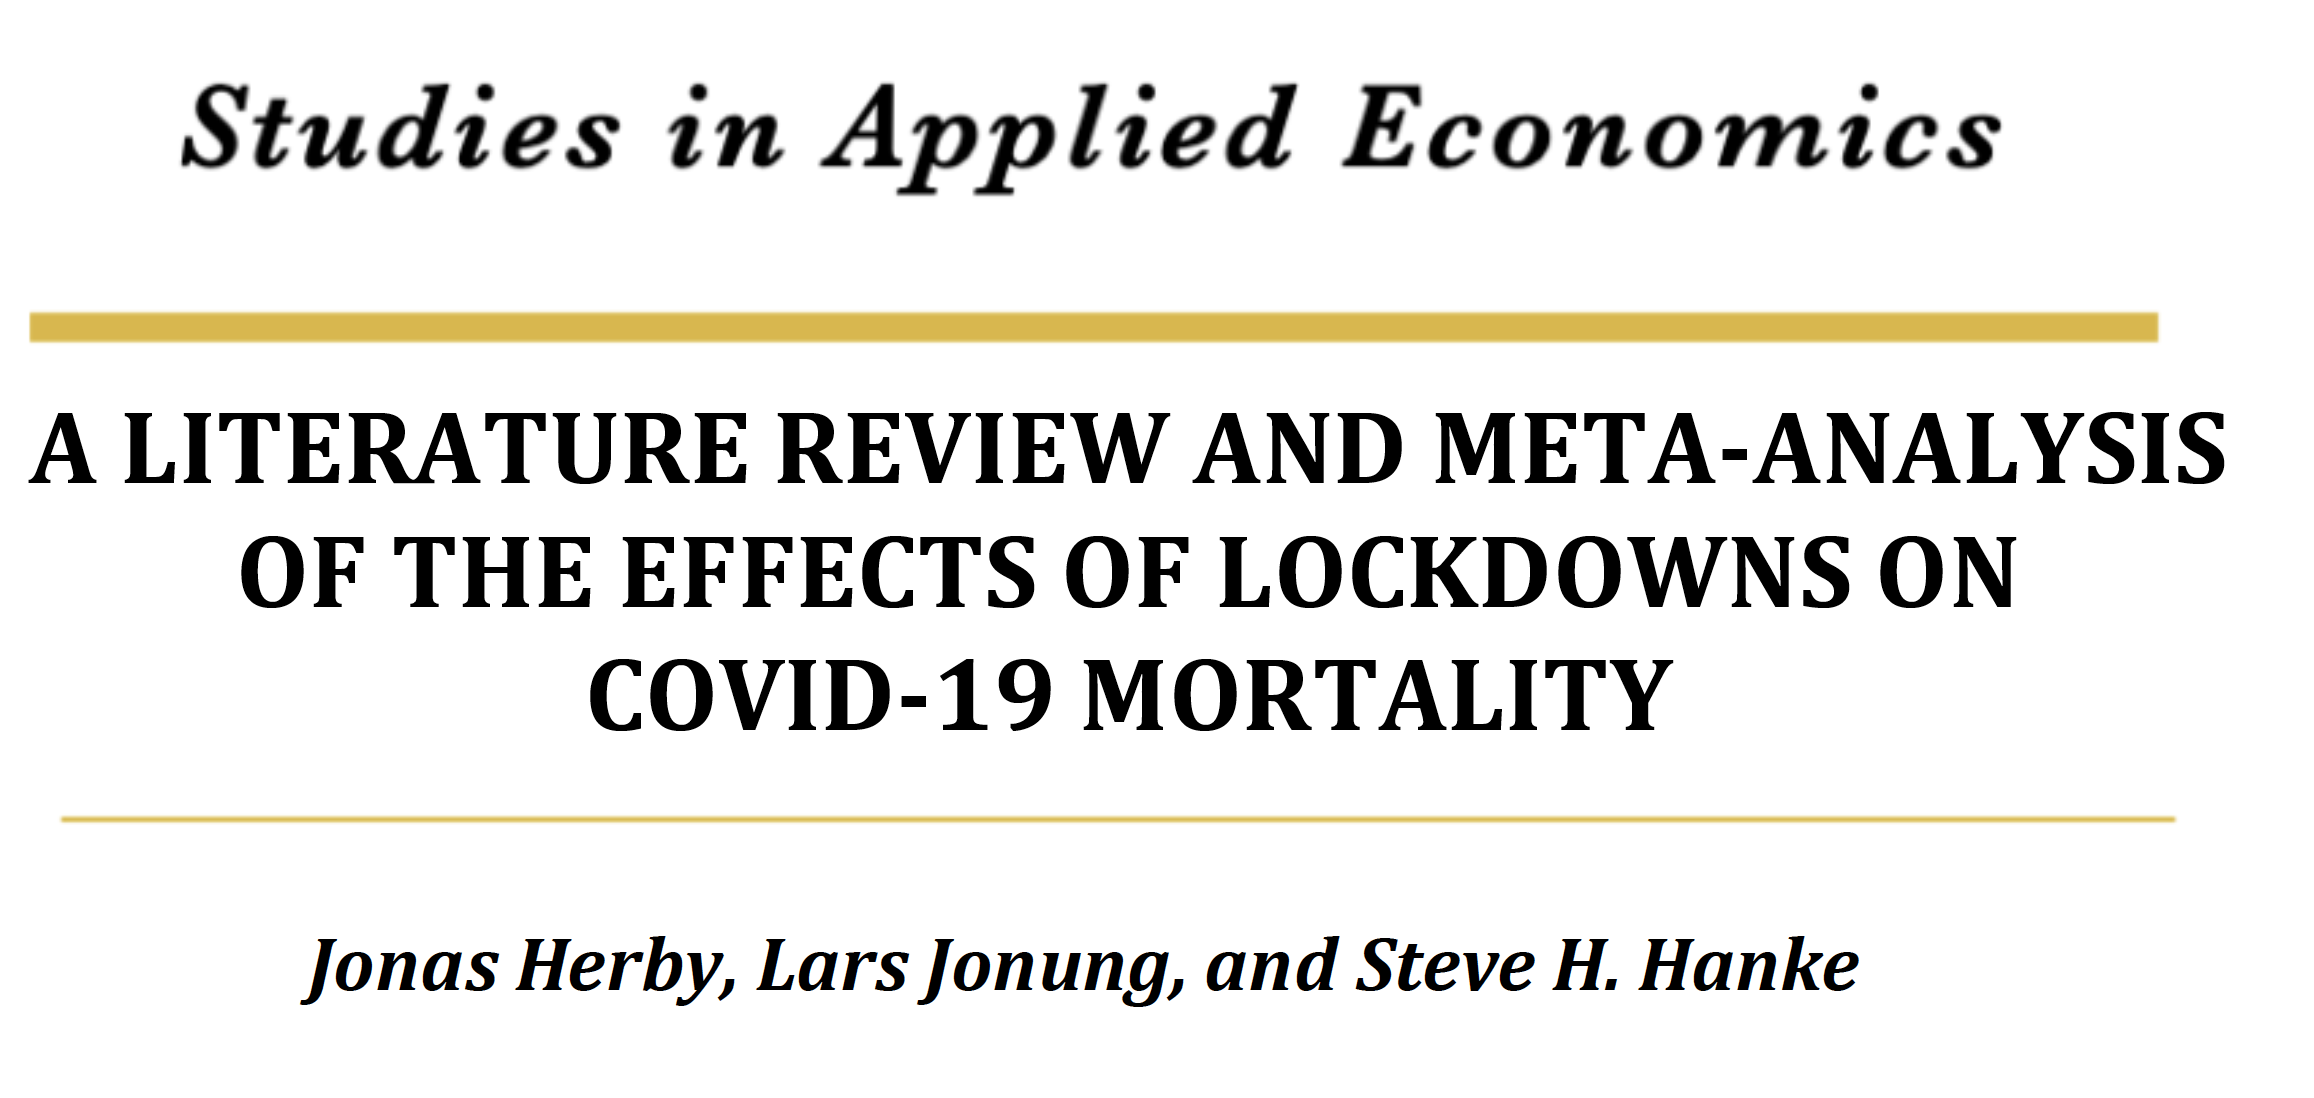 Studies in Applied Economics
A LITERATURE REVIEW AND META-ANALYSIS
OF THE EFFECTS OF LOCKDOWNS ON
COVID-19 MORTALITY
Jonas Herby, Lars Jonung, and Steve H. Hanke